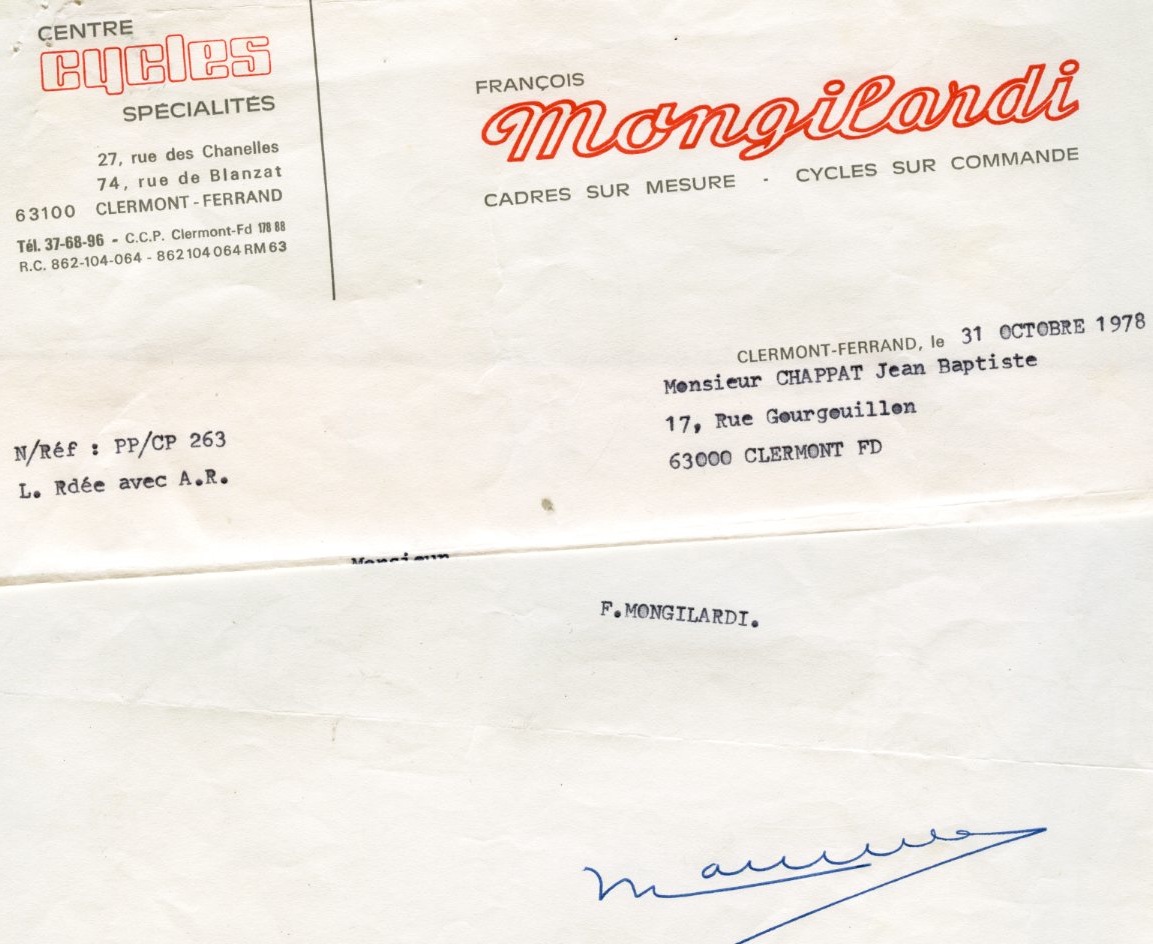 CENTRE
cycles
SPÉCIALITÉS
27, rue des Chanelles
74, rue de Blanzat
63100 CLERMONT-FERRAND
Tél. 37-68-96 - C.C.P. Clermont-Fd 178 88
R.C. 862-104-064 - 862 104 064 RM 63
FRANÇOIS
Mongilardi
CADRES SUR MESURE - CYCLES SUR COMMANDE
CLERMONT-FERRAND, le 31 OCTOBRE 1978
Monsieur CHAPPAT Jean Baptiste
17, Rue Gourgouillon
63000 CLERMONT FD
N/Réf : PP/CP 263
L. Rdée avec A.R.
Monsieur
F.MONGILARDI.